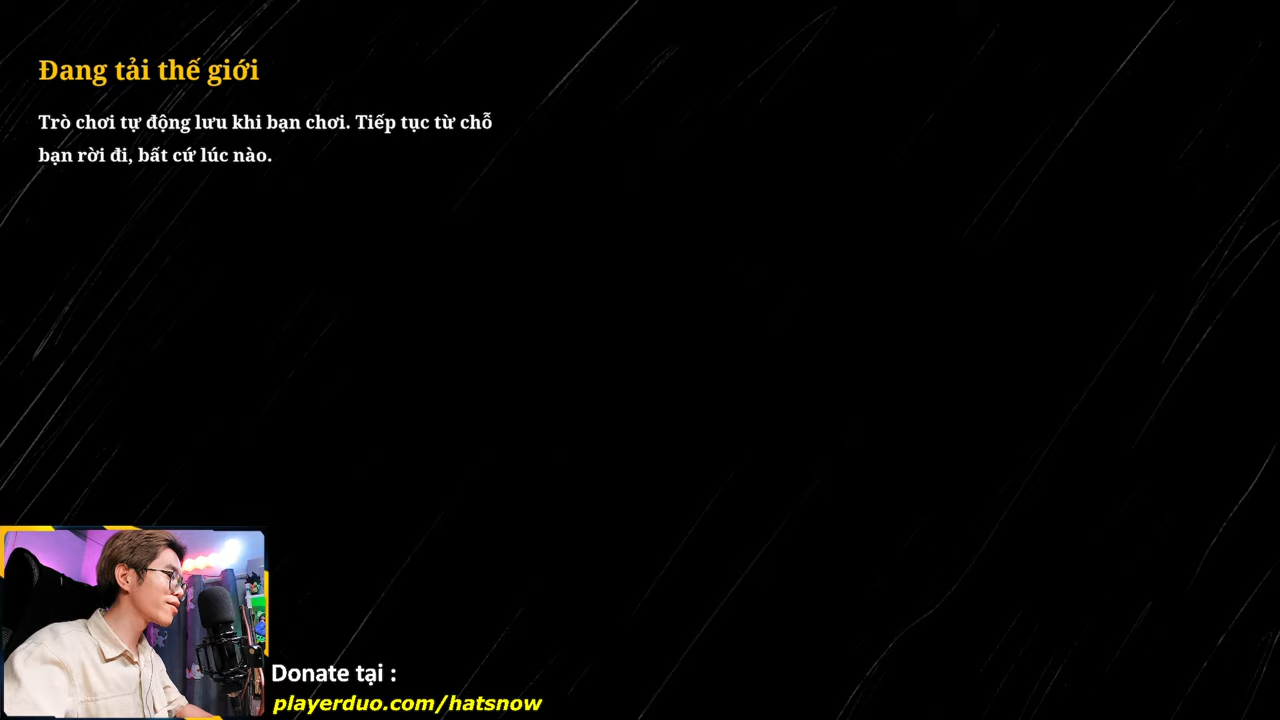 Đang tải thế giới
Trò chơi tự động lưu khi bạn chơi. Tiếp tục từ chỗ
bạn rời đi, bất cứ lúc nào.
Donate tại :
playerduo.com/hatsnow